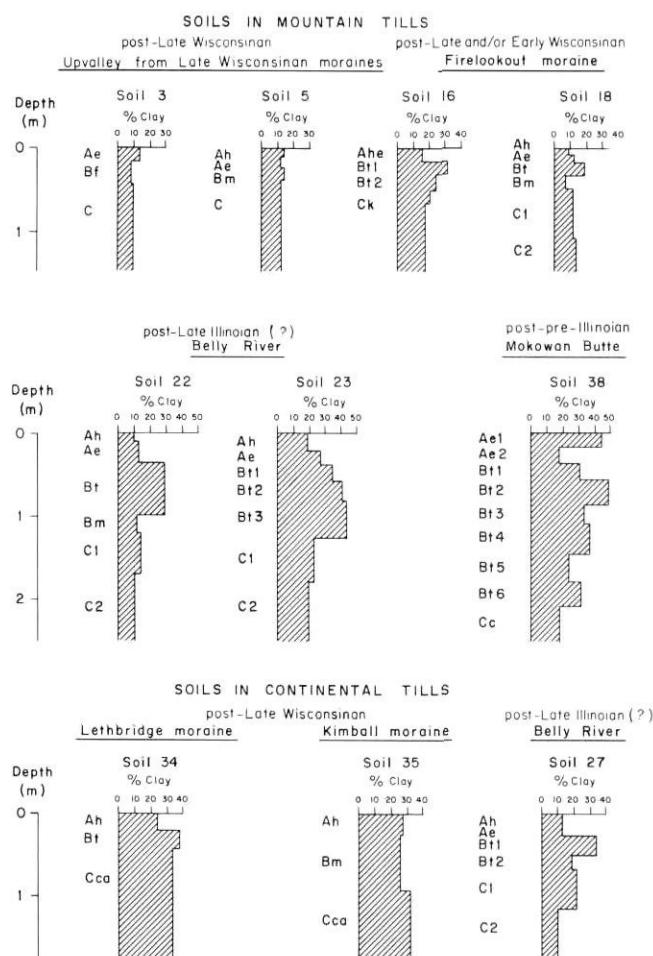 SOILS IN MOUNTAIN TILLS
post-Late Wisconsinan post-Late and/or Early Wisconsinan
Upvalley from Late Wisconsinan moraines Firelookout moraine
Depth (m) Soil 3 Soil 5 Soil 16 Soil 18
% Clay % Clay % Clay % Clay
0 10 20 30 0 10 20 30 0 10 20 30 40 0 10 20 30 40
0
1
Ae
Bf
C
Ah
Ae
Bm
C
Ahe
Bt1
Bt2
Ck
Ah
Ae
Bt
Bm
C1
C2
post-Late Illinoian (?) post-pre-Illinoian
Belly River Mokowan Butte
Depth (m) Soil 22 Soil 23 Soil 38
% Clay % Clay % Clay
0 10 20 30 40 50 0 10 20 30 40 50 0 10 20 30 40 50
0
1
2
Ah
Ae
Bt
Bm
C1
C2
Ah
Ae
Bt1
Bt2
Bt3
C1
C2
Ae1
Ae2
Bt1
Bt2
Bt3
Bt4
Bt5
Bt6
Cc
SOILS IN CONTINENTAL TILLS
post-Late Wisconsinan post-Late Illinoian (?)
Lethbridge moraine Kimball moraine Belly River
Depth (m) Soil 34 Soil 35 Soil 27
% Clay % Clay % Clay
0 10 20 30 40 0 10 20 30 40 0 10 20 30 40
0
1
Ah
Bt
Cca
Ah
Bm
Cca
Ah
Ae
Bt1
Bt2
C1
C2